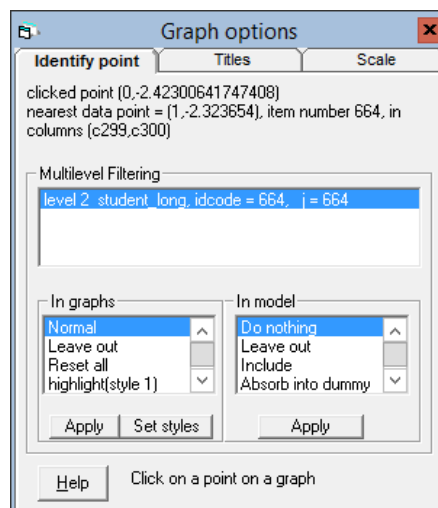 Graph options
Identify point
Titles
Scale
clicked point (0,-2.42300641747408)
nearest data point = (1,-2.323654), item number 664, in
columns (c299,c300)
Multilevel Filtering
level 2 student_long, idcode = 664, j = 664
In graphs
Normal
Leave out
Reset all
highlight(style 1)
Apply
Set styles
In model
Do nothing
Leave out
Include
Absorb into dummy
Apply
Help
Click on a point on a graph